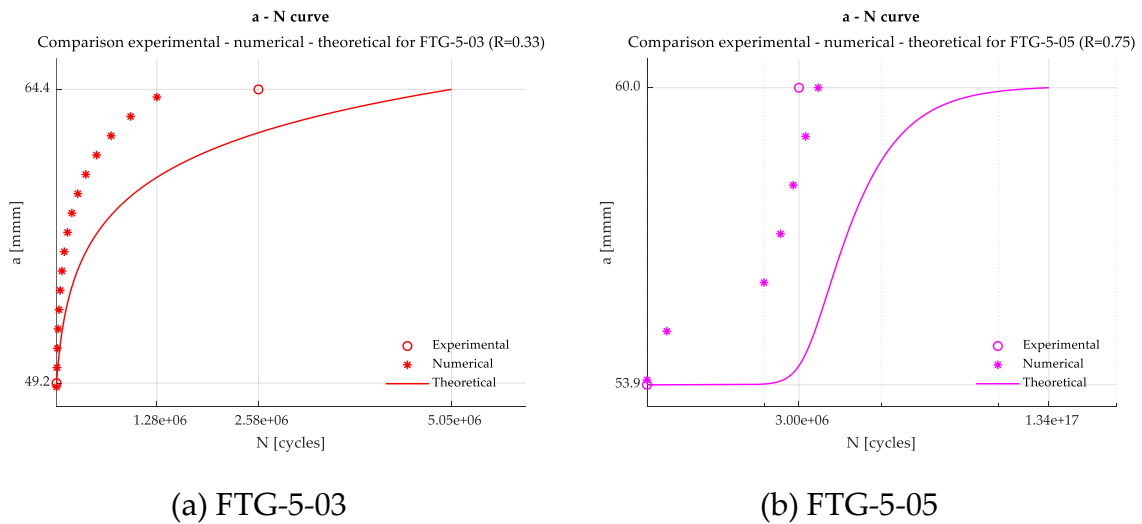 a - N curve
Comparison experimental - numerical - theoretical for FTG-5-03 (R=0.33)
64.4
a [mmm]
49.2
Experimental
Numerical
Theoretical
1.28e+06
2.58e+06
5.05e+06
N [cycles]
(a) FTG-5-03
a - N curve
Comparison experimental - numerical - theoretical for FTG-5-05 (R=0.75)
60.0
a [mmm]
53.9
Experimental
Numerical
Theoretical
3.00e+06
1.34e+17
N [cycles]
(b) FTG-5-05